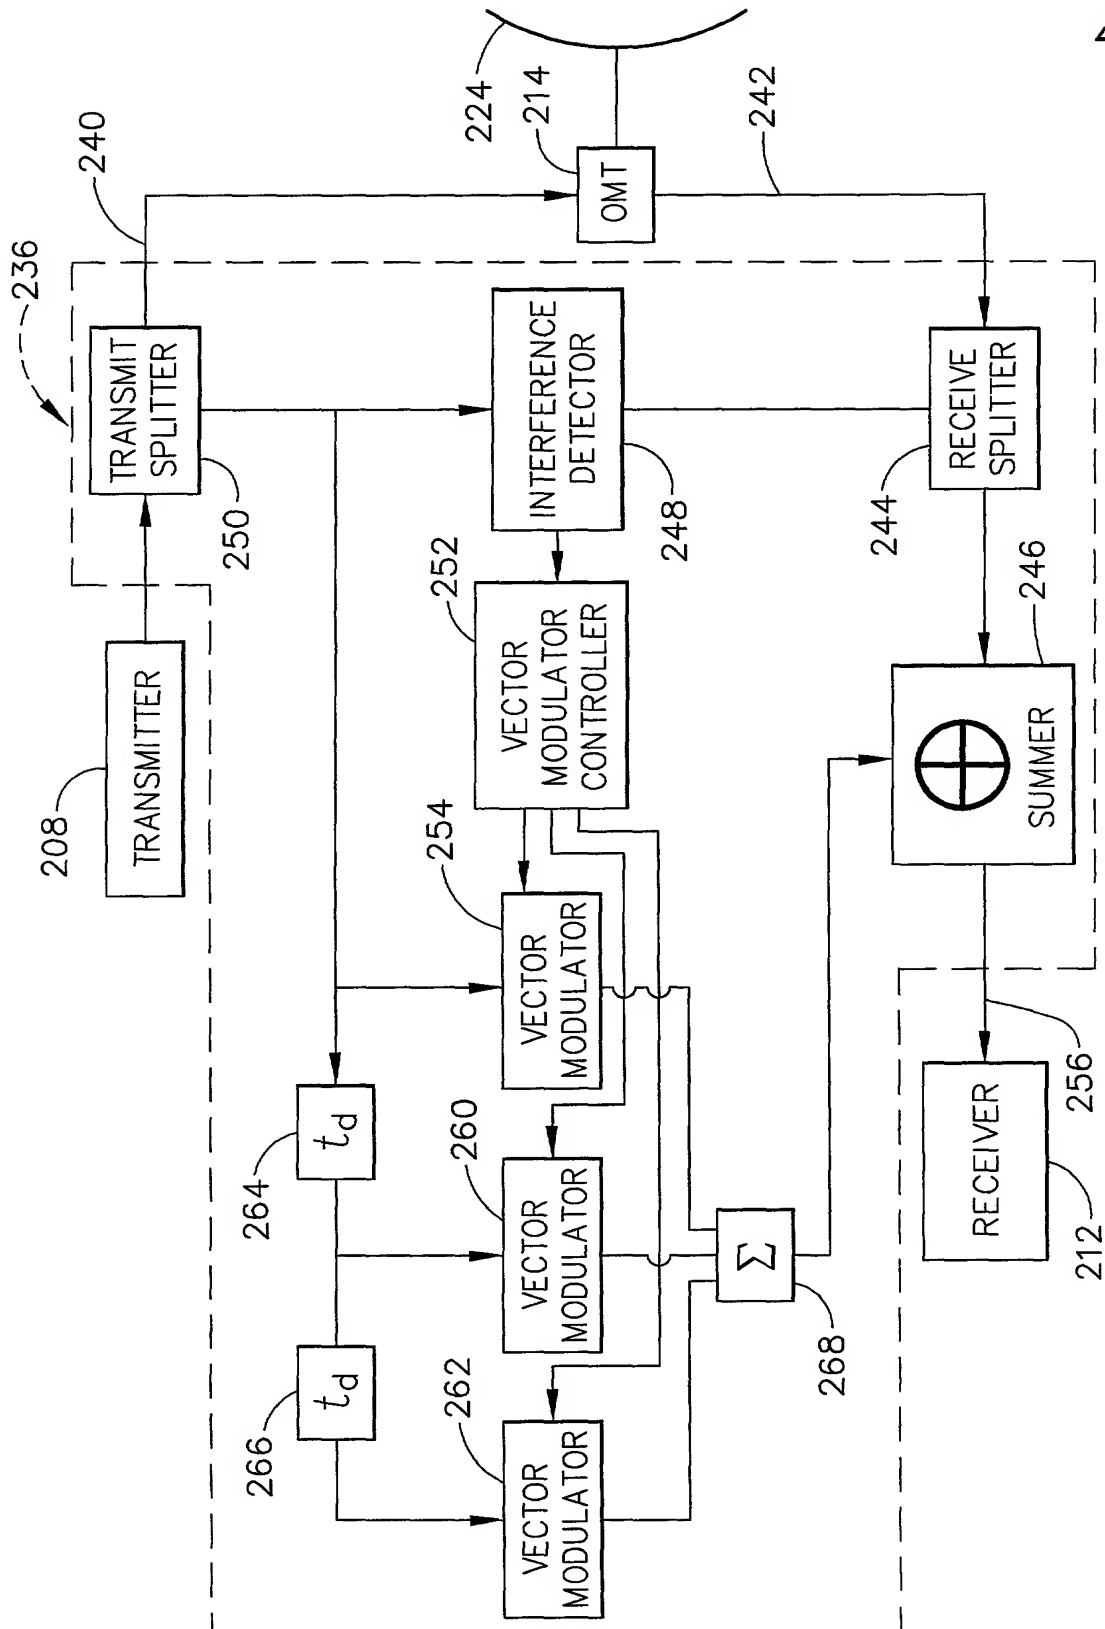 236
208
240
TRANSMITTER
TRANSMIT
SPLITTER
250
266
264
t_d
t_d
262
260
254
252
224
VECTOR
MODULATOR
VECTOR
MODULATOR
VECTOR
MODULATOR
VECTOR
MODULATOR
CONTROLLER
INTERFERENCE
DETECTOR
214
OMT
248
Σ
242
268
244
RECEIVER
RECEIVE
SPLITTER
246
SUMMER
212
256